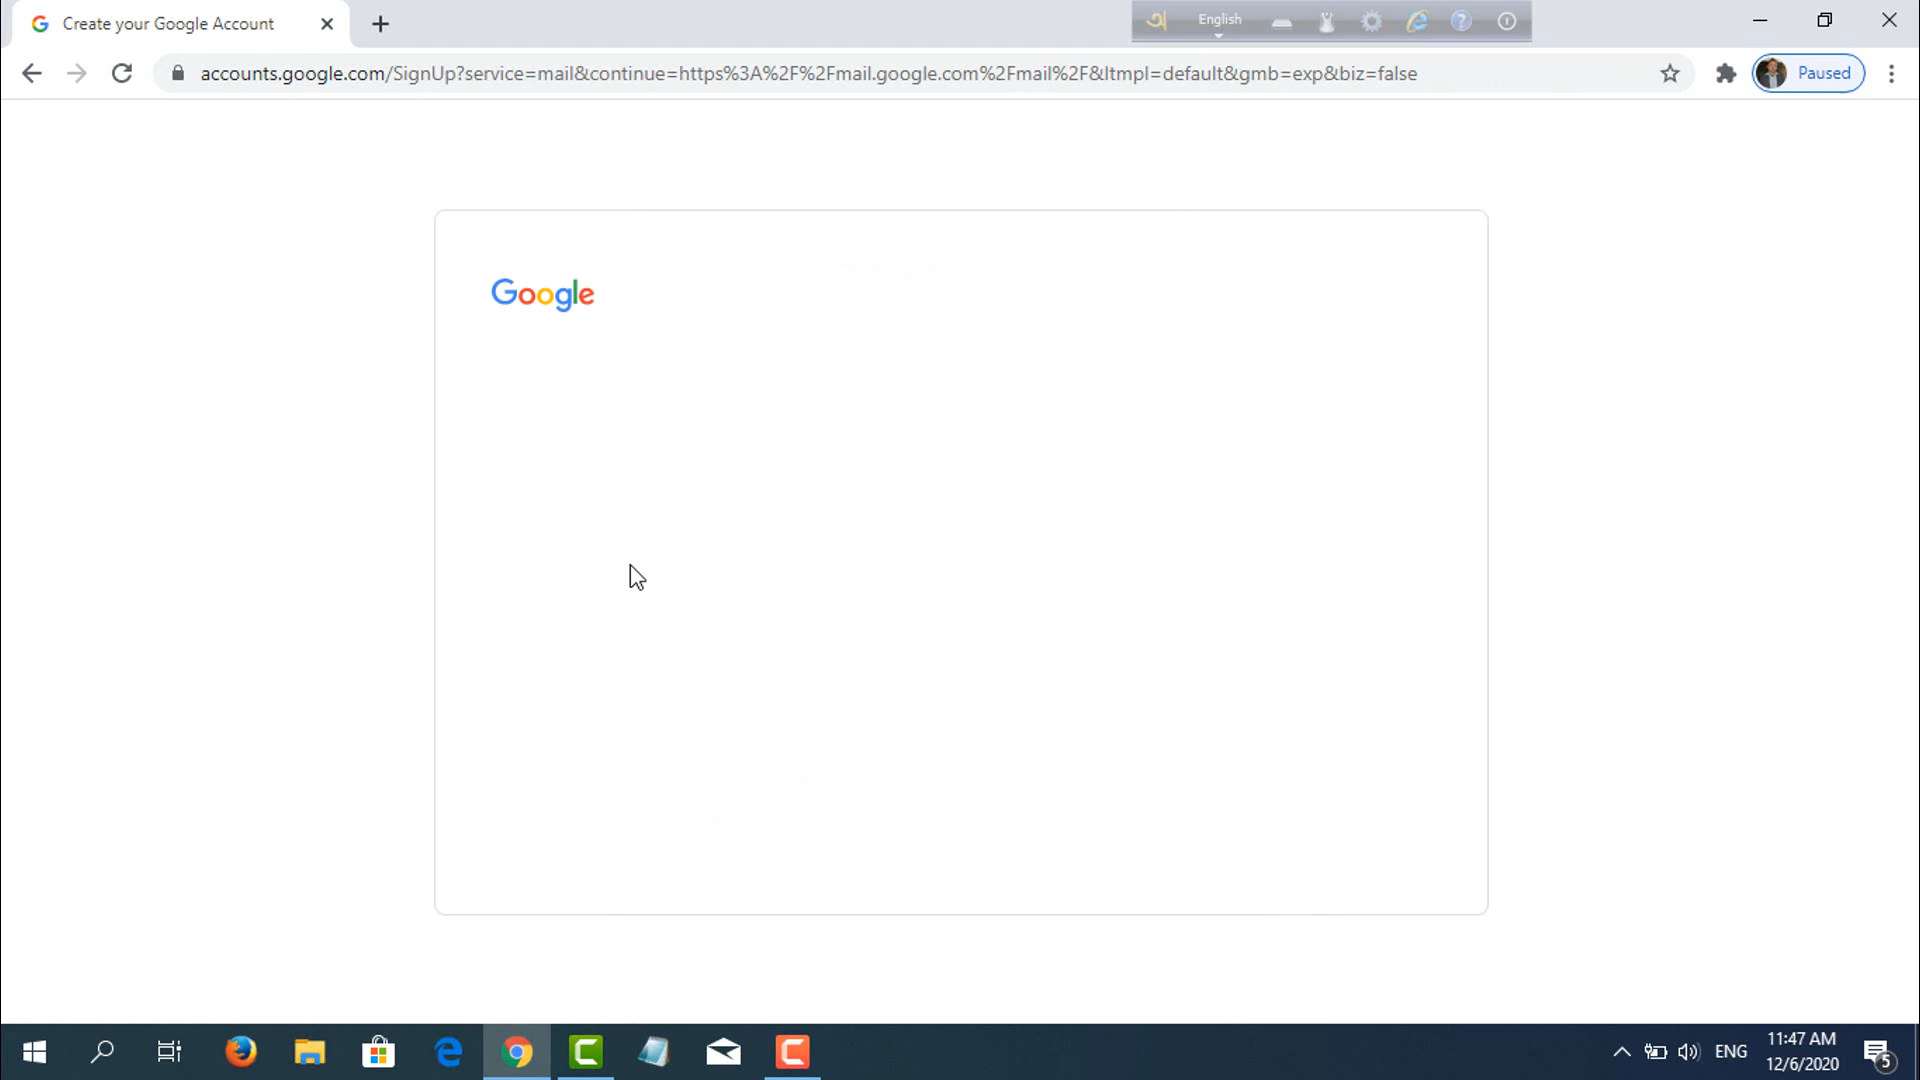 Create your Google Account
অ
English
accounts.google.com/SignUp?service=mail&continue=https%3A%2F%2Fmail.google.com%2Fmail%2F&ltmpl=default&gmb=exp&biz=false
Paused
Google
ENG
11:47 AM
12/6/2020
5